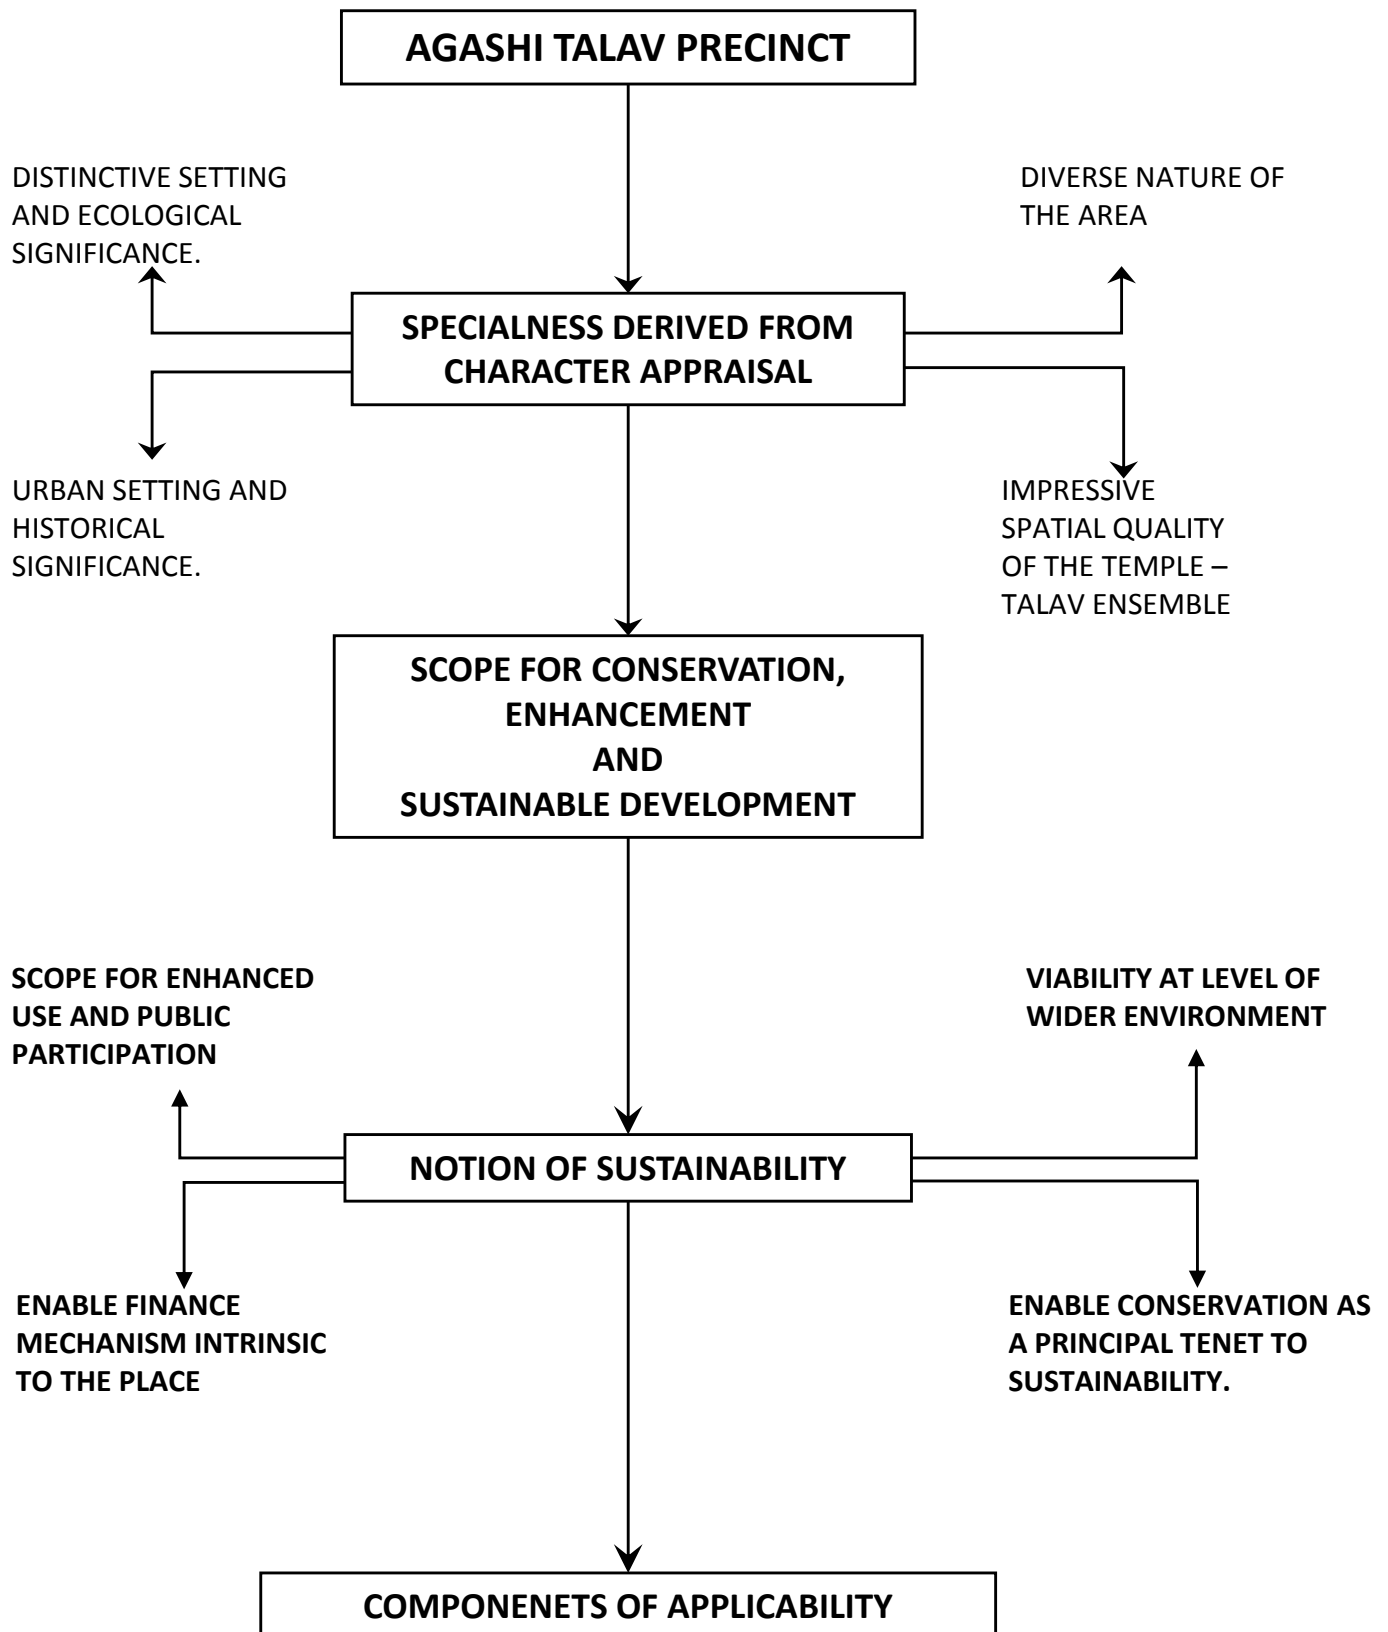 AGASHI TALAV PRECINCT
DISTINCTIVE SETTING
AND ECOLOGICAL
SIGNIFICANCE.
DIVERSE NATURE OF
THE AREA
SPECIALNESS DERIVED FROM
CHARACTER APPRAISAL
URBAN SETTING AND
HISTORICAL
SIGNIFICANCE.
IMPRESSIVE
SPATIAL QUALITY
OF THE TEMPLE –
TALAV ENSEMBLE
SCOPE FOR CONSERVATION,
ENHANCEMENT
AND
SUSTAINABLE DEVELOPMENT
SCOPE FOR ENHANCED
USE AND PUBLIC
PARTICIPATION
VIABILITY AT LEVEL OF
WIDER ENVIRONMENT
NOTION OF SUSTAINABILITY
ENABLE FINANCE
MECHANISM INTRINSIC
TO THE PLACE
ENABLE CONSERVATION AS
A PRINCIPAL TENET TO
SUSTAINABILITY.
COMPONENETS OF APPLICABILITY